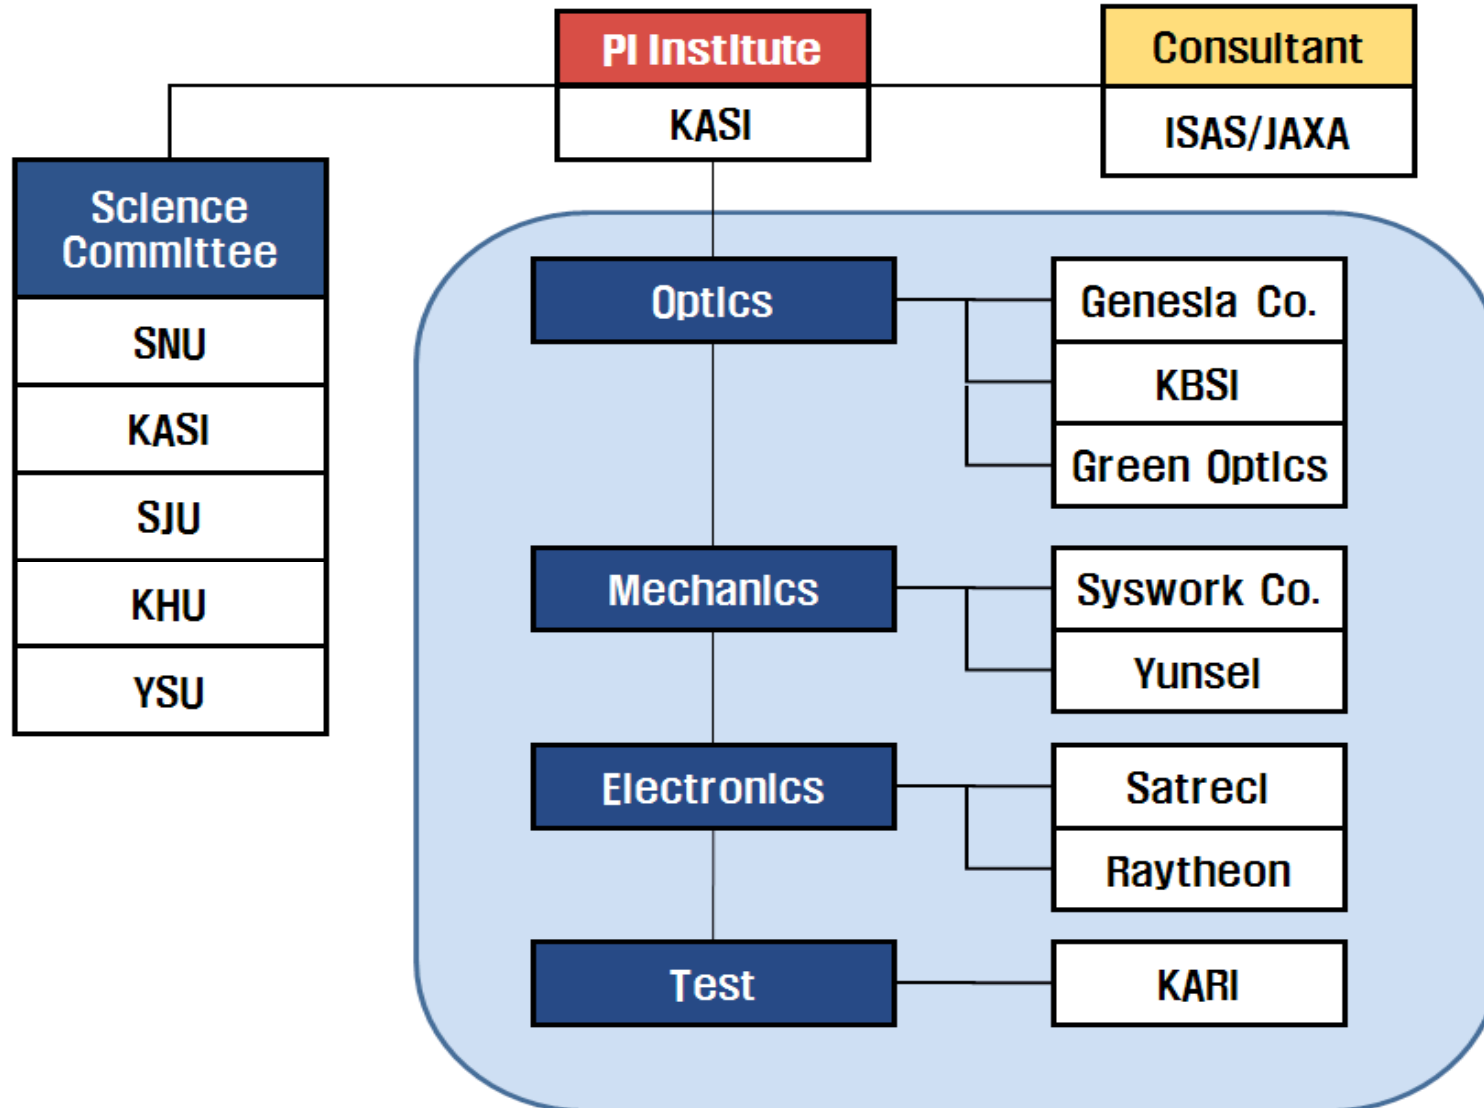 PI Institute
KASI
Consultant
ISAS/JAXA
Science
Committee
SNU
KASI
SJU
KHU
YSU
Optics
Genesia Co.
KBSI
Green Optics
Mechanics
Syswork Co.
Yunsel
Electronics
Satreci
Raytheon
Test
KARI